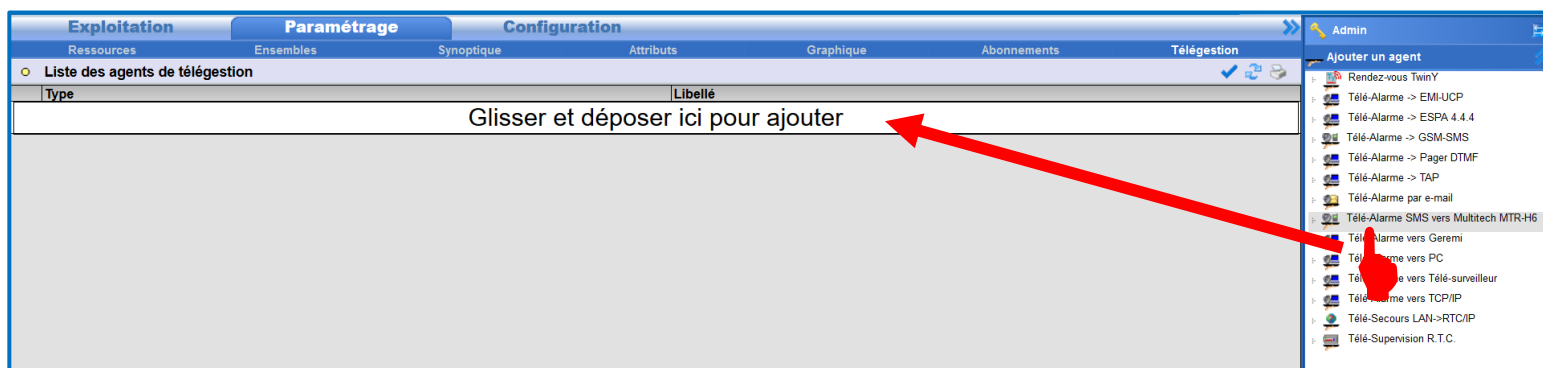 Exploitation Paramétrage Configuration
Ressources Ensembles Synoptique Attributs Graphique Abonnements Télégestion
Liste des agents de télégestion
Type Libellé
Glisser et déposer ici pour ajouter
Admin
Ajouter un agent
Rendez-vous TwinY
Télé-Alarme -> EMI-UCP
Télé-Alarme -> ESPA 4.4.4
Télé-Alarme -> GSM-SMS
Télé-Alarme -> Pager DTMF
Télé-Alarme -> TAP
Télé-Alarme par e-mail
Télé-Alarme SMS vers Multitech MTR-H6
Télé-Alarme vers Geremi
vers PC
vers Télé-surveilleur
Télé-Alarme vers TCP/IP
Télé-Secours LAN->RTC/IP
Télé-Supervision R.T.C.